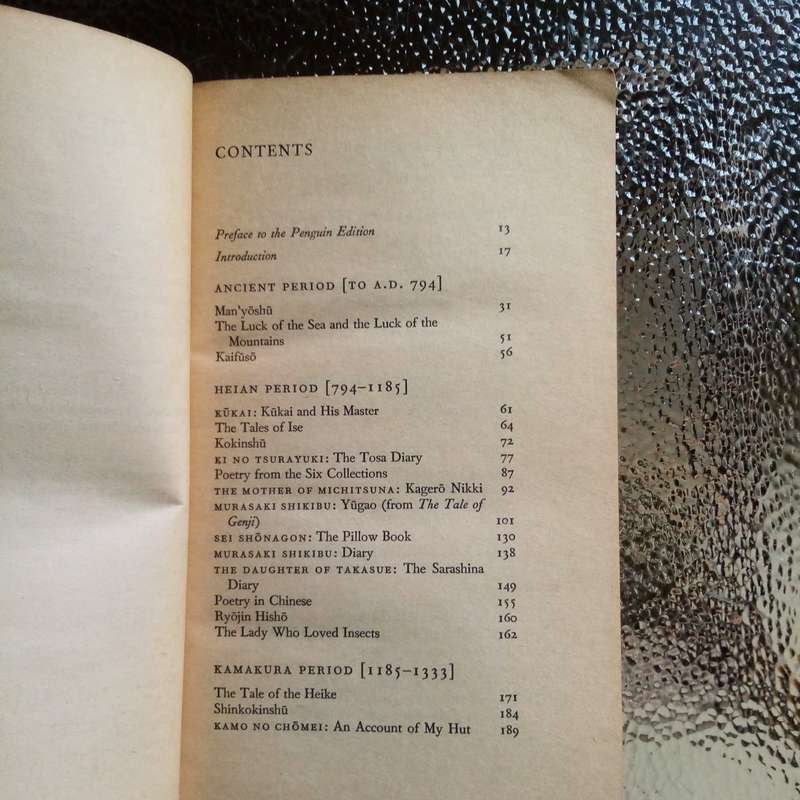 CONTENTS
Preface to the Penguin Edition 13
Introduction 17
ANCIENT PERIOD [TO A.D. 794]
Man'yōshū 31
The Luck of the Sea and the Luck of the
Mountains 51
Kaifūsō 56
HEIAN PERIOD [794–1185]
KŪKAI: Kūkai and His Master 61
The Tales of Ise 64
Kokinshū 72
KI NO TSURAYUKI: The Tosa Diary 77
Poetry from the Six Collections 87
THE MOTHER OF MICHITSUNA: Kagerō Nikki 92
MURASAKI SHIKIBU: Yūgao (from The Tale of
Genji) 101
SEI SHŌNAGON: The Pillow Book 130
MURASAKI SHIKIBU: Diary 138
THE DAUGHTER OF TAKASUE: The Sarashina
Diary 149
Poetry in Chinese 155
Ryōjin Hishō 160
The Lady Who Loved Insects 162
KAMAKURA PERIOD [1185–1333]
The Tale of the Heike 171
Shinkokinshū 184
KAMO NO CHŌMEI: An Account of My Hut 189